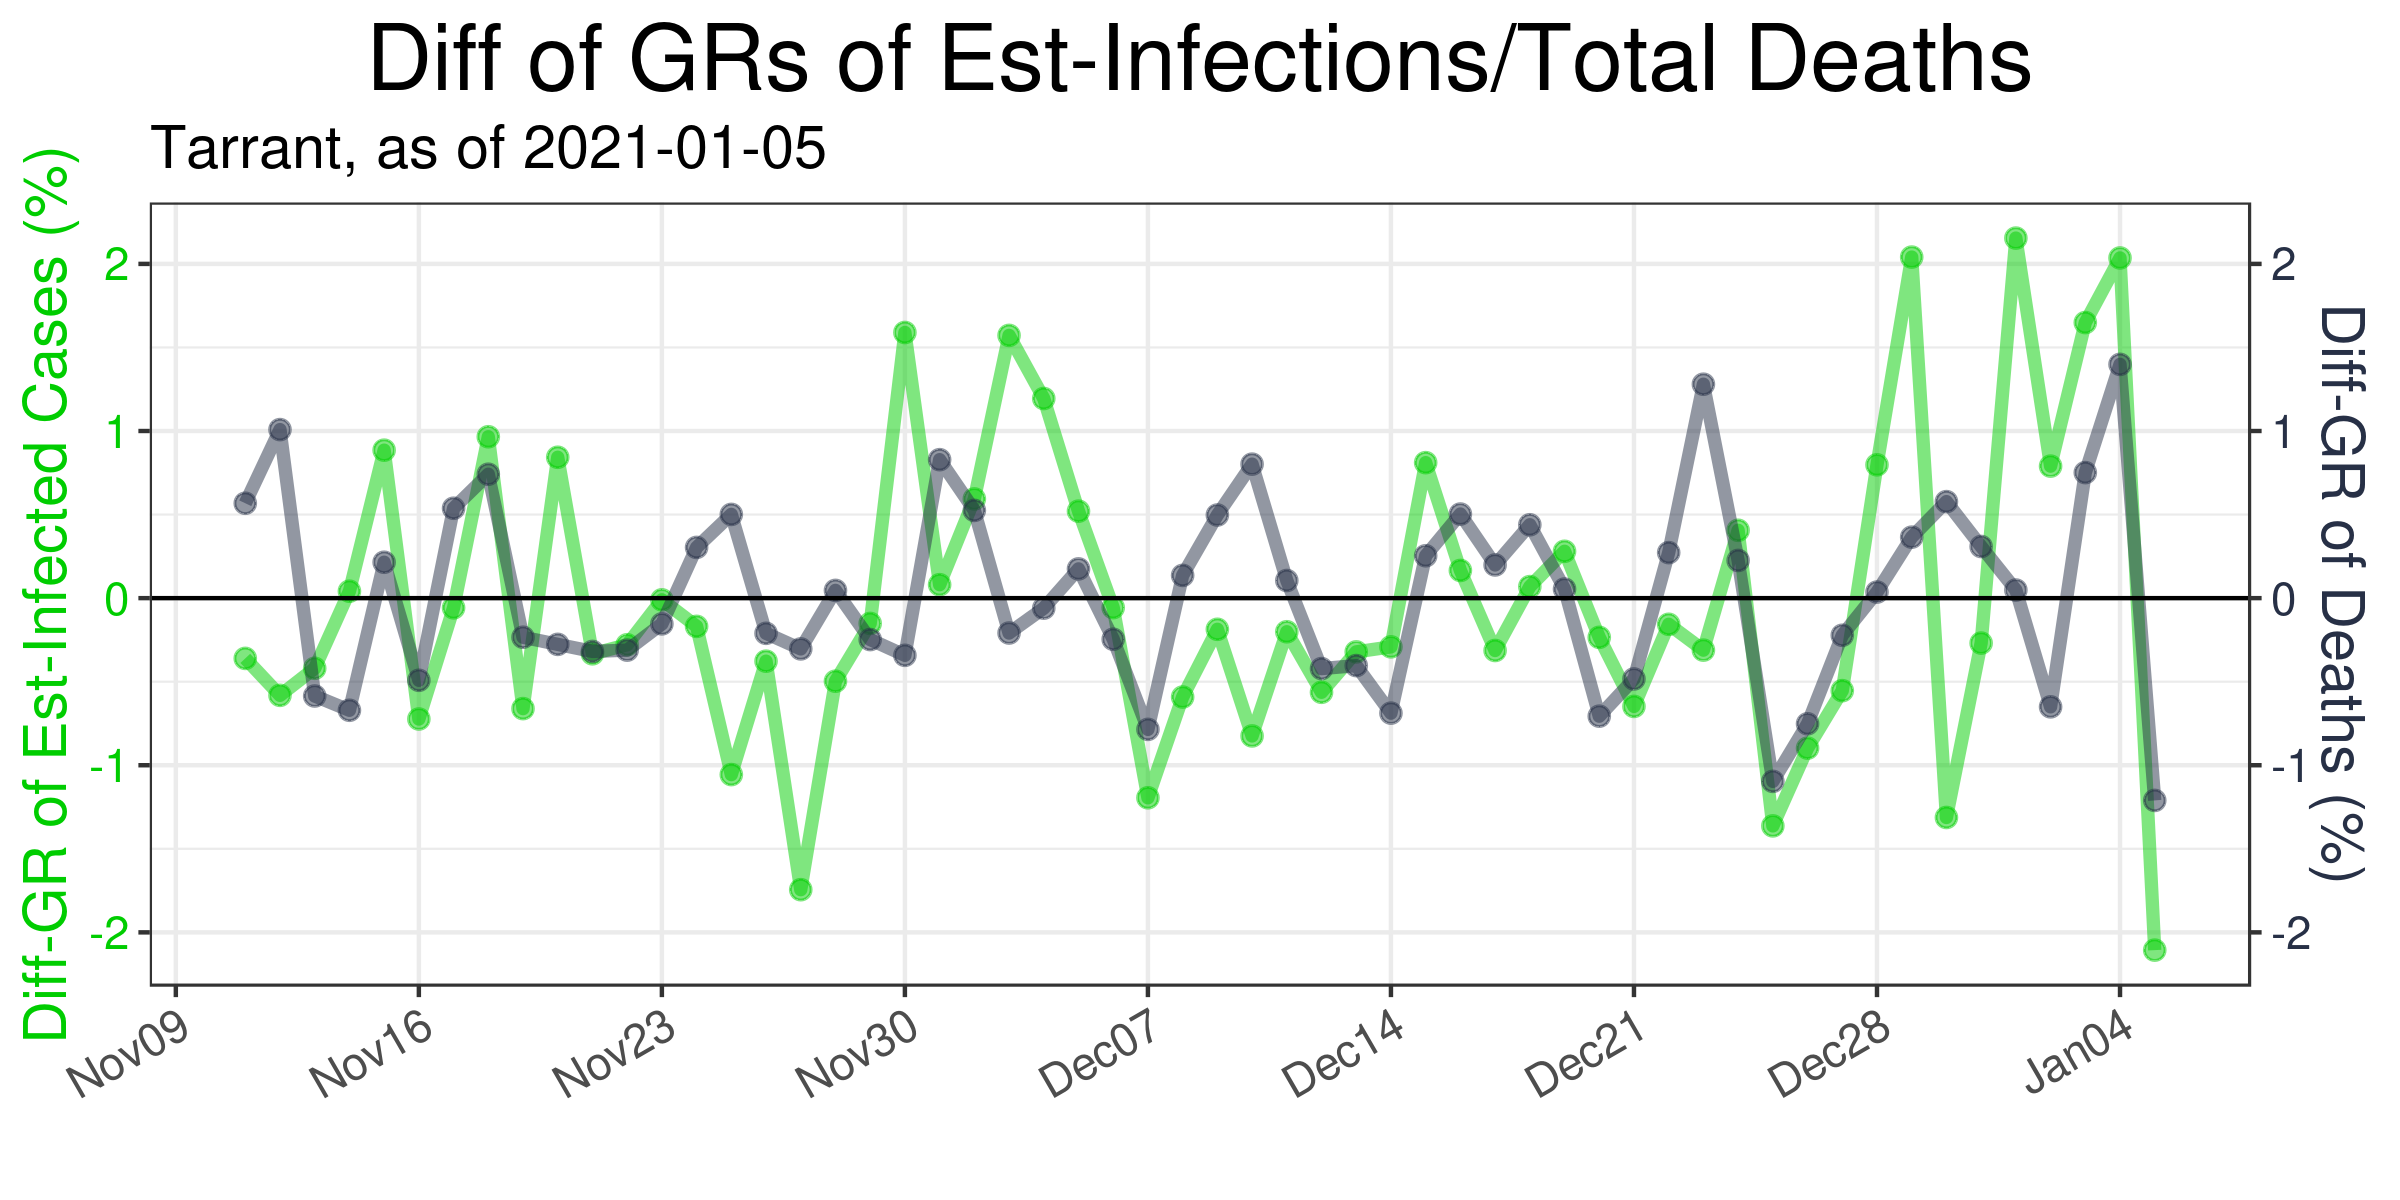 Diff of GRs of Est-Infections/Total Deaths
Tarrant, as of 2021-01-05
Diff-GR of Est-Infected Cases (%)
2
1
0
-1
-2
2
1
0
-1
-2
Diff-GR of Deaths (%)
Nov09
Nov16
Nov23
Nov30
Dec07
Dec14
Dec21
Dec28
Jan04